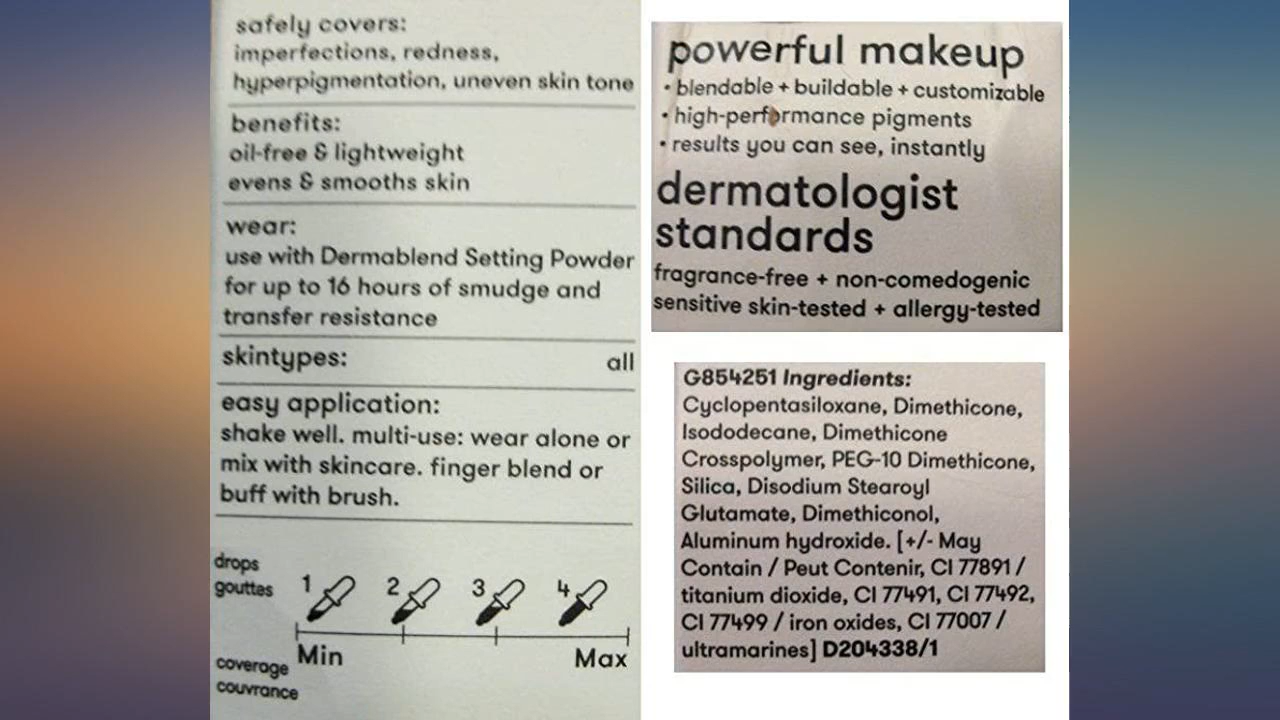 safely covers:
imperfections, redness,
hyperpigmentation, uneven skin tone
benefits:
oil-free & lightweight
evens & smooths skin
wear:
use with Dermablend Setting Powder
for up to 16 hours of smudge and
transfer resistance
skintypes: all
easy application:
shake well. multi-use: wear alone or
mix with skincare. finger blend or
buff with brush.
drops
gouttes
1 2 3 4
Min Max
coverage
couvrance
powerful makeup
• blendable + buildable + customizable
• high-performance pigments
• results you can see, instantly
dermatologist
standards
fragrance-free + non-comedogenic
sensitive skin-tested + allergy-tested
G854251 Ingredients:
Cyclopentasiloxane, Dimethicone,
Isododecane, Dimethicone
Crosspolymer, PEG-10 Dimethicone,
Silica, Disodium Stearoyl
Glutamate, Dimethiconol,
Aluminum hydroxide. [+/- May
Contain / Peut Contenir, CI 77891 /
titanium dioxide, CI 77491, CI 77492,
CI 77499 / iron oxides, CI 77007 /
ultramarines] D204338/1